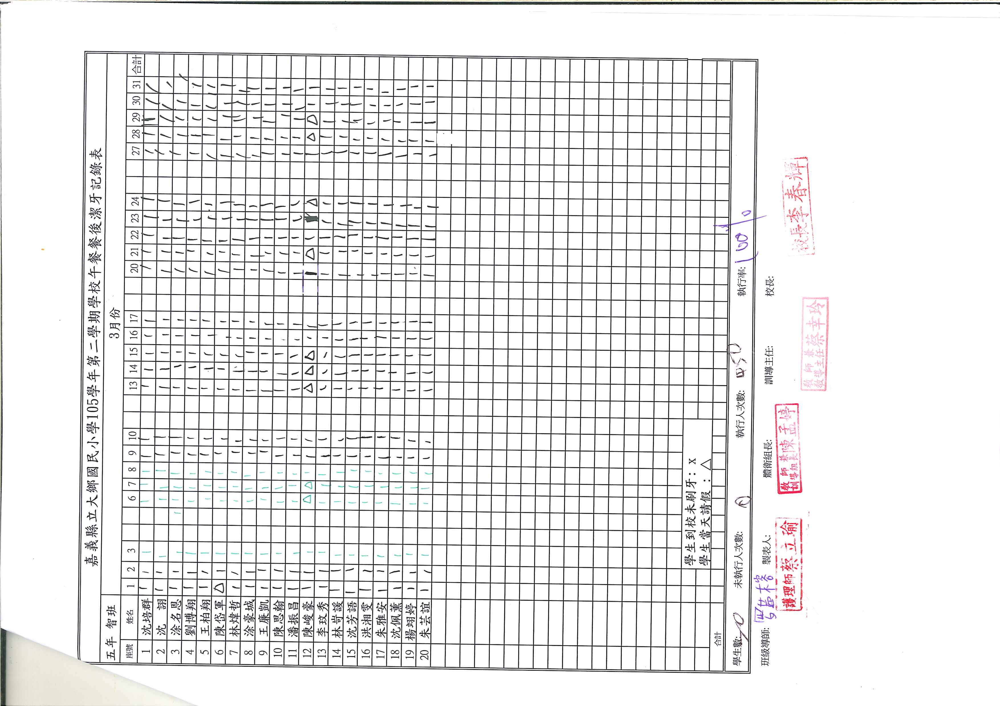 嘉義縣立大鄉國民小學105學年第二學期學校午餐餐後潔牙記錄表
五年 智班 3月份
座號 姓名 1 2 3 6 7 8 9 10 13 14 15 16 17 20 21 22 23 24 27 28 29 30 31 合計
1 沈培群
2 沈 翮
3 涂名恩
4 劉博翔
5 王柏翔
6 陳岱軍 △
7 林煒哲
8 涂豪城
9 王廉凱
10 陳思翰
11 潘振昌
12 陳峻豪 △ △ △ △ △ △ △ △ △
13 李玟秀
14 林岢諼
15 沈芳語
16 洪湘雯
17 朱雅安
18 沈佩薰
19 楊翊婷
20 朱芸誼
學生到校未刷牙：x
學生當天請假：△
合計
學生數: 20 未執行人次數: 0 執行人次數: 執行率: 100%
班級導師: 製表人: 體衛組長: 訓導主任: 校長:
護理師蔡立瑜
教師兼訓導組長陳孟婷
教師兼教導主任蔡幸玲
校長李春輝